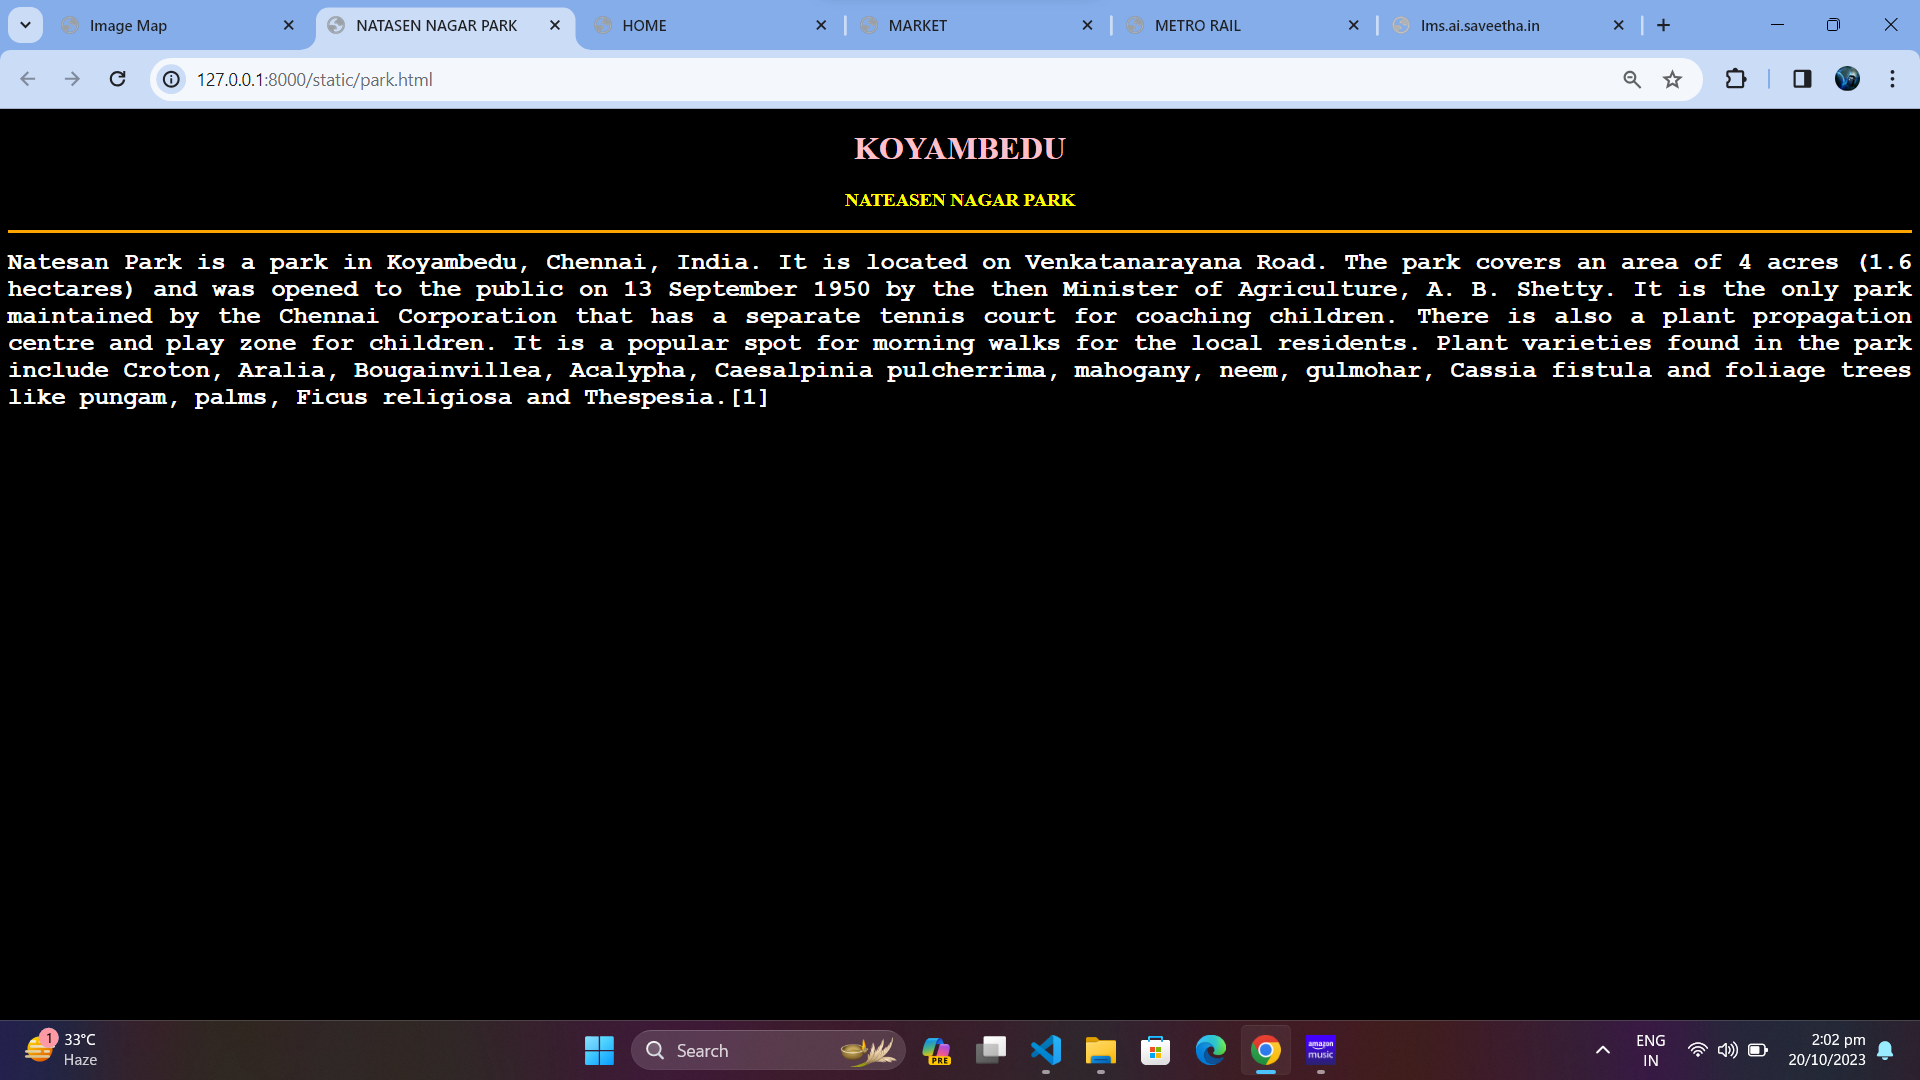 Image Map
NATASEN NAGAR PARK
HOME
MARKET
METRO RAIL
lms.ai.saveetha.in
127.0.0.1:8000/static/park.html
KOYAMBEDU
NATEASEN NAGAR PARK
Natesan Park is a park in Koyambedu, Chennai, India. It is located on Venkatanarayana Road. The park covers an area of 4 acres (1.6
hectares) and was opened to the public on 13 September 1950 by the then Minister of Agriculture, A. B. Shetty. It is the only park
maintained by the Chennai Corporation that has a separate tennis court for coaching children. There is also a plant propagation
centre and play zone for children. It is a popular spot for morning walks for the local residents. Plant varieties found in the park
include Croton, Aralia, Bougainvillea, Acalypha, Caesalpinia pulcherrima, mahogany, neem, gulmohar, Cassia fistula and foliage trees
like pungam, palms, Ficus religiosa and Thespesia.[1]
1
33°C
Haze
Search
PRE
amazon
music
ENG
IN
2:02 pm
20/10/2023